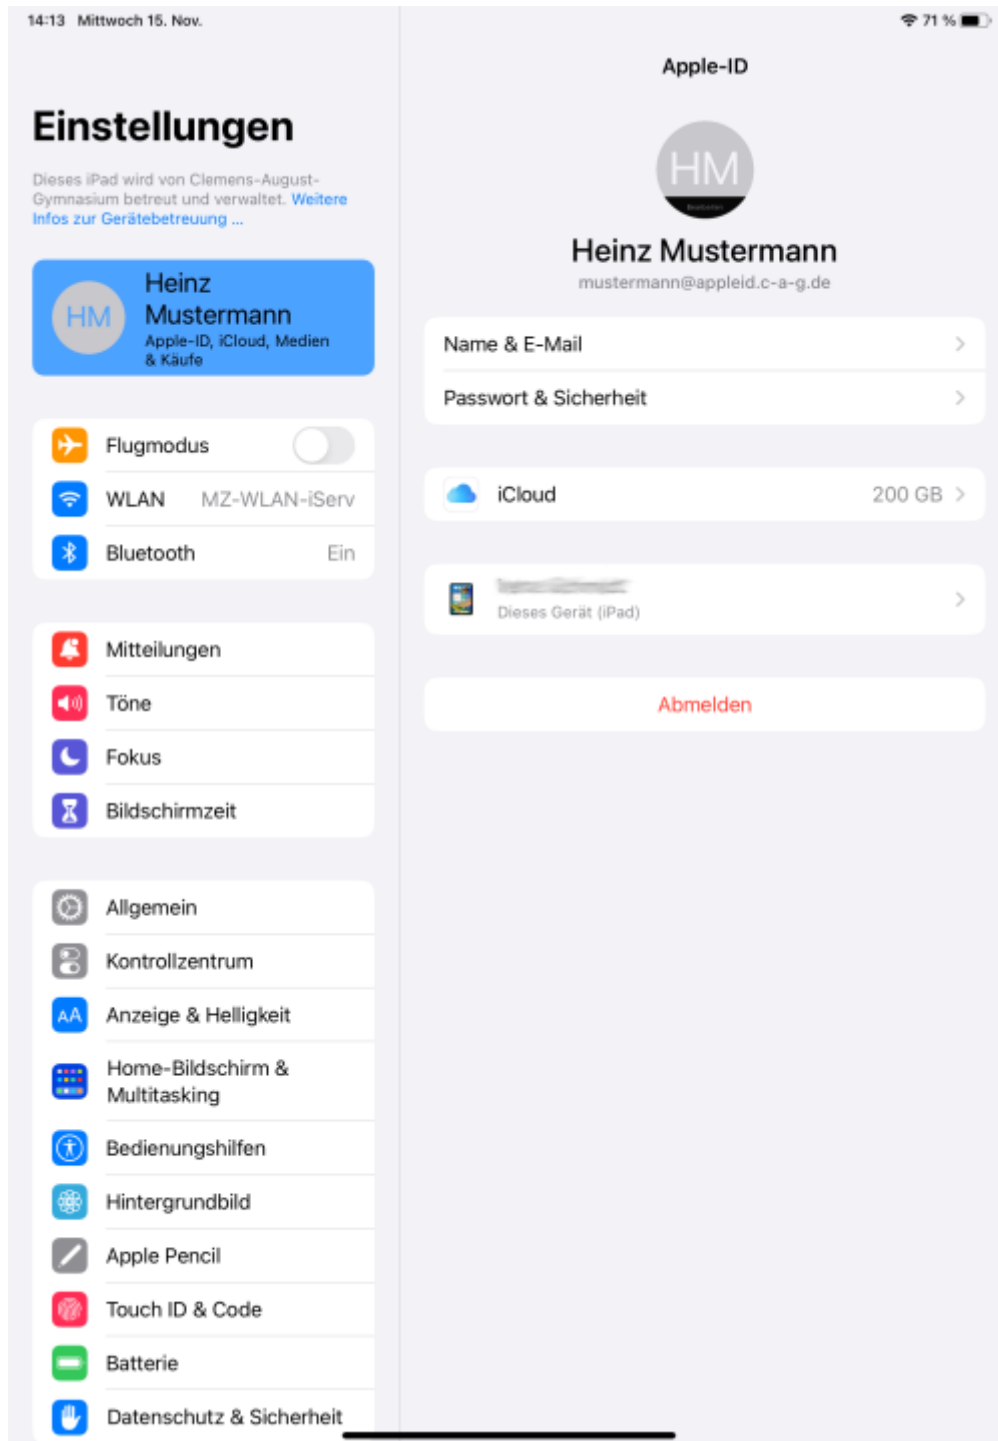 14:13 Mittwoch 15. Nov.
71 %
Einstellungen
Dieses iPad wird von Clemens-August-
Gymnasium betreut und verwaltet. Weitere
Infos zur Gerätebetreuung ...
HM
Heinz
Mustermann
Apple-ID, iCloud, Medien
& Käufe
Flugmodus
WLAN MZ-WLAN-iServ
Bluetooth Ein
Mitteilungen
Töne
Fokus
Bildschirmzeit
Allgemein
Kontrollzentrum
AA Anzeige & Helligkeit
Home-Bildschirm &
Multitasking
Bedienungshilfen
Hintergrundbild
Apple Pencil
Touch ID & Code
Batterie
Datenschutz & Sicherheit
Apple-ID
HM
Bearbeiten
Heinz Mustermann
mustermann@appleid.c-a-g.de
Name & E-Mail
Passwort & Sicherheit
iCloud 200 GB
Dieses Gerät (iPad)
Abmelden